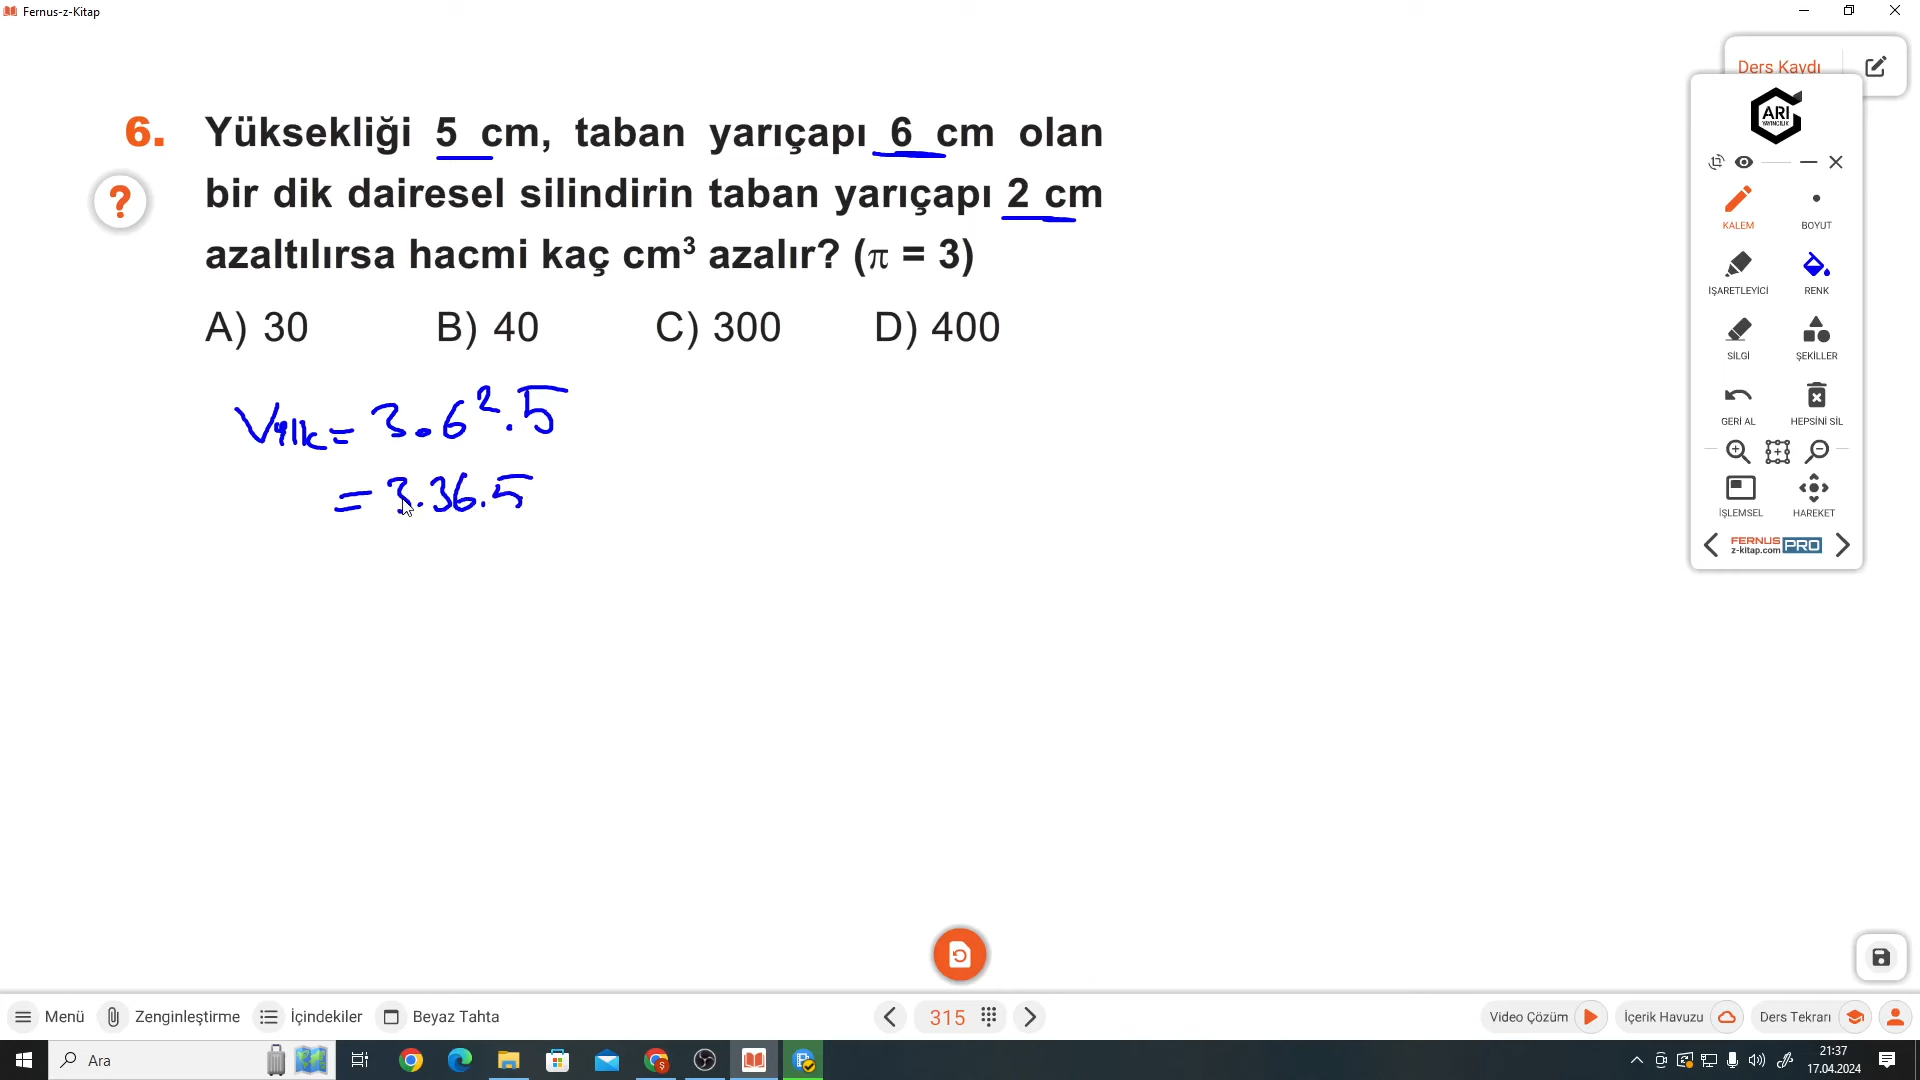 Fernus-z-Kitap
Ders Kaydı
ARI
YAYINCILIK
6. Yüksekliği 5 cm, taban yarıçapı 6 cm olan
bir dik dairesel silindirin taban yarıçapı 2 cm
azaltılırsa hacmi kaç cm³ azalır? (π = 3)
?
A) 30 B) 40 C) 300 D) 400
Vilk = 3.6².5
= 3.36.5
KALEM BOYUT
İŞARETLEYİCİ RENK
SİLGİ ŞEKİLLER
GERİ AL HEPSİNİ SİL
İŞLEMSEL HAREKET
FERNUS
z-kitap.com PRO
Menü Zenginleştirme İçindekiler Beyaz Tahta 315 Video Çözüm İçerik Havuzu Ders Tekrarı
Ara
21:37
17.04.2024